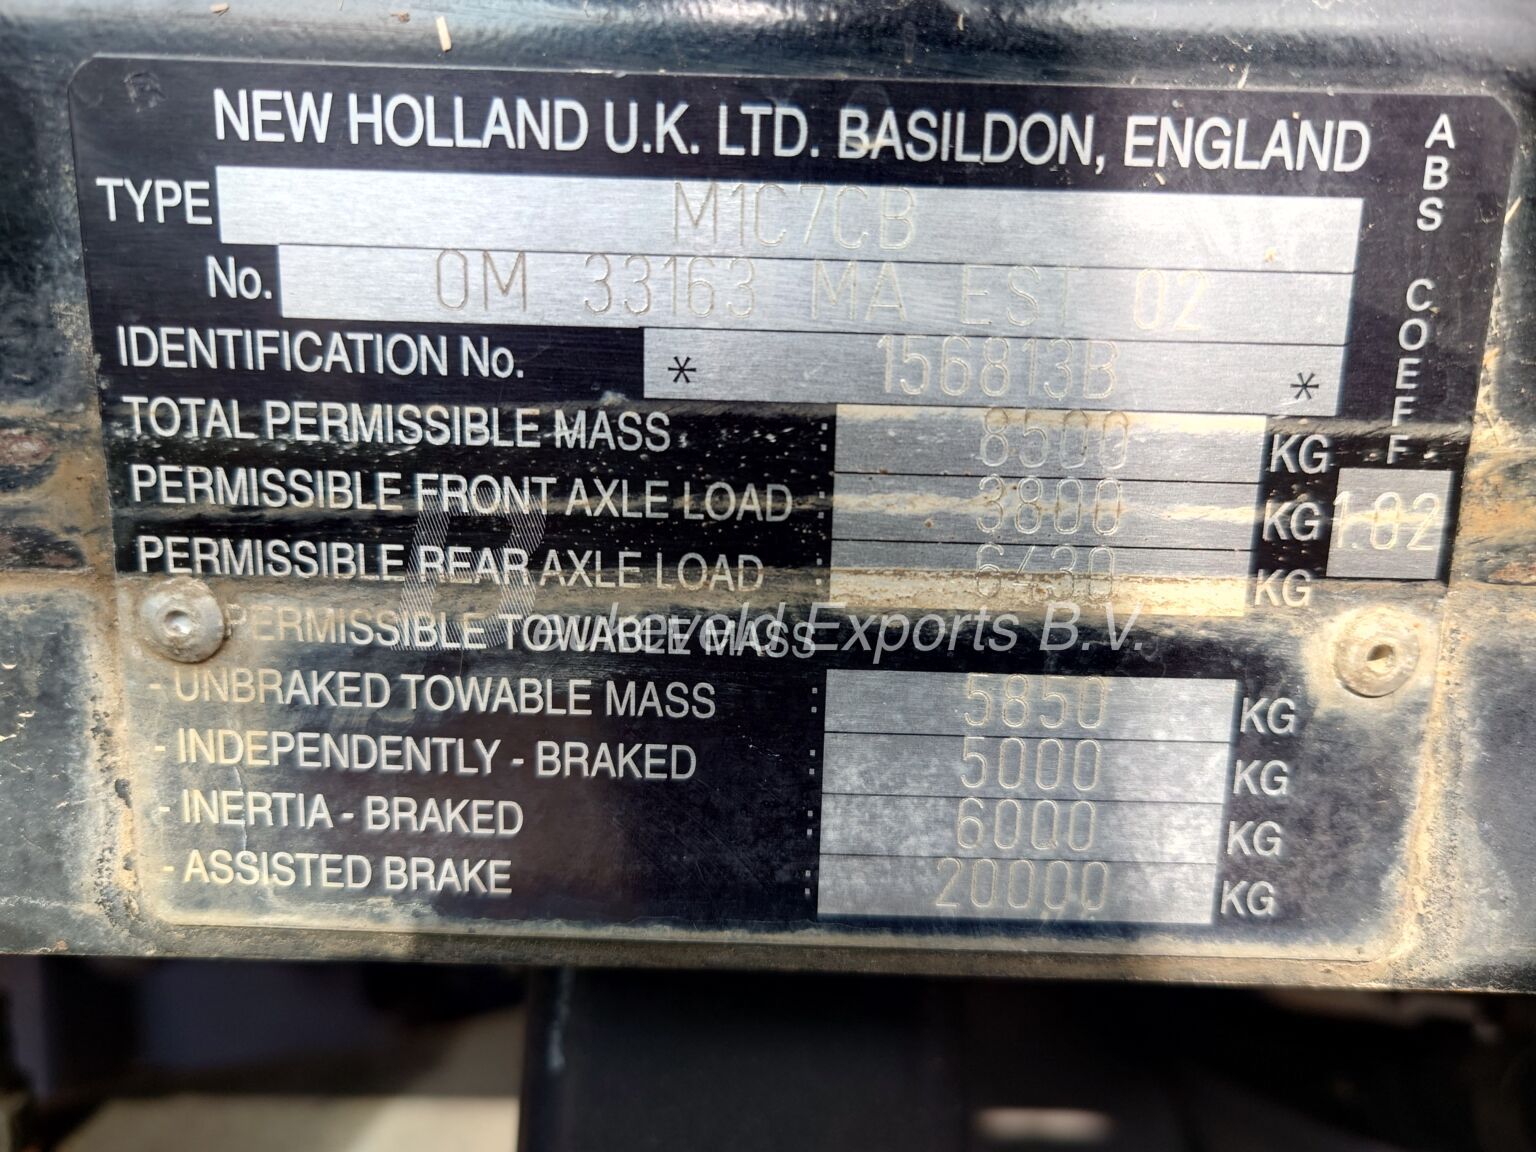 NEW HOLLAND U.K. LTD. BASILDON, ENGLAND
TYPE M1C7CB
No. OM 33163 MA EST 02
IDENTIFICATION No. * 156813B *
TOTAL PERMISSIBLE MASS : 8500 KG
PERMISSIBLE FRONT AXLE LOAD : 3800 KG
PERMISSIBLE REAR AXLE LOAD : 6430 KG
PERMISSIBLE TOWABLE MASS
- UNBRAKED TOWABLE MASS : 5850 KG
- INDEPENDENTLY - BRAKED : 5000 KG
- INERTIA - BRAKED : 6000 KG
- ASSISTED BRAKE : 20000 KG
ABS COEFF
1.02
Exports B.V.